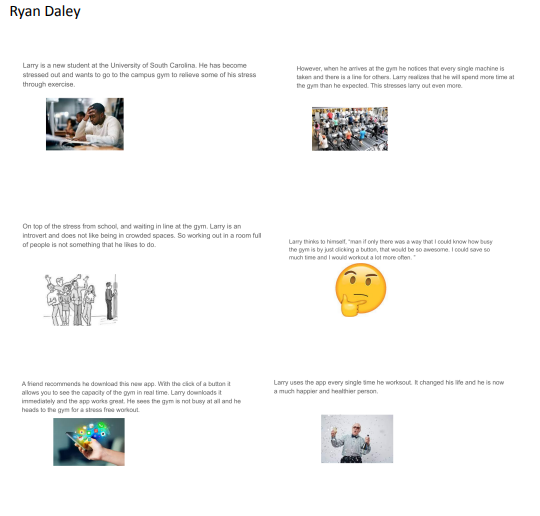 Ryan Daley
Larry is a new student at the University of South Carolina. He has become
stressed out and wants to go to the campus gym to relieve some of his stress
through exercise.
However, when he arrives at the gym he notices that every single machine is
taken and there is a line for others. Larry realizes that he will spend more time at
the gym than he expected. This stresses larry out even more.
On top of the stress from school, and waiting in line at the gym, Larry is an
introvert and does not like being in crowded spaces. So working out in a room full
of people is not something that he likes to do.
Larry thinks to himself, "man if only there was a way that I could know how busy
the gym is by just clicking a button, that would be so awesome. I could save so
much time and I would workout a lot more often. "
A friend recommends he download this new app. With the click of a button it
allows you to see the capacity of the gym in real time. Larry downloads it
immediately and the app works great. He sees the gym is not busy at all and he
heads to the gym for a stress free workout.
Larry uses the app every single time he worksout. It changed his life and he is now
a much happier and healthier person.